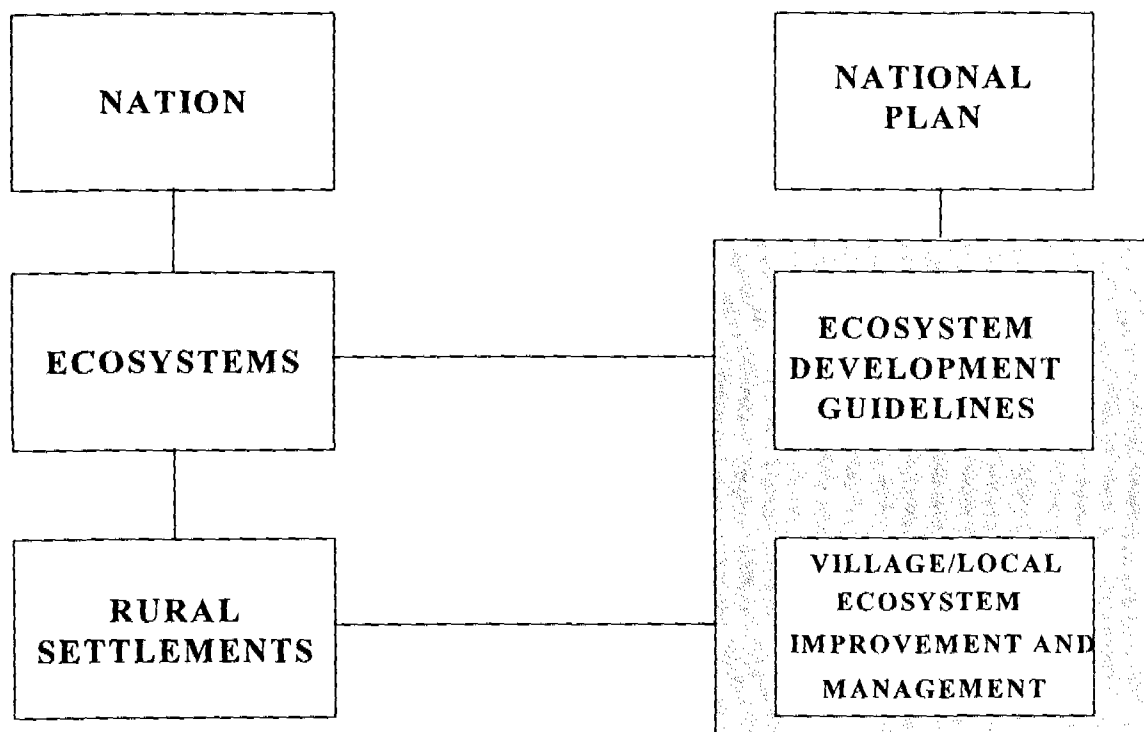 NATION
NATIONAL
PLAN
ECOSYSTEMS
ECOSYSTEM
DEVELOPMENT
GUIDELINES
RURAL
SETTLEMENTS
VILLAGE/LOCAL
ECOSYSTEM
IMPROVEMENT AND
MANAGEMENT